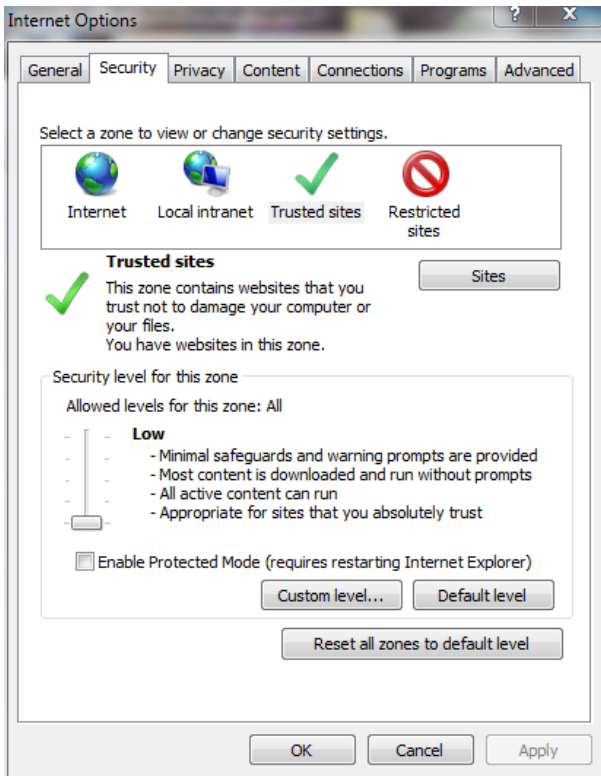 Internet Options
?
X
General Security Privacy Content Connections Programs Advanced
Select a zone to view or change security settings.
Internet Local intranet Trusted sites Restricted
sites
Trusted sites
Sites
This zone contains websites that you
trust not to damage your computer or
your files.
You have websites in this zone.
Security level for this zone
Allowed levels for this zone: All
Low
- Minimal safeguards and warning prompts are provided
- Most content is downloaded and run without prompts
- All active content can run
- Appropriate for sites that you absolutely trust
Enable Protected Mode (requires restarting Internet Explorer)
Custom level... Default level
Reset all zones to default level
OK Cancel Apply